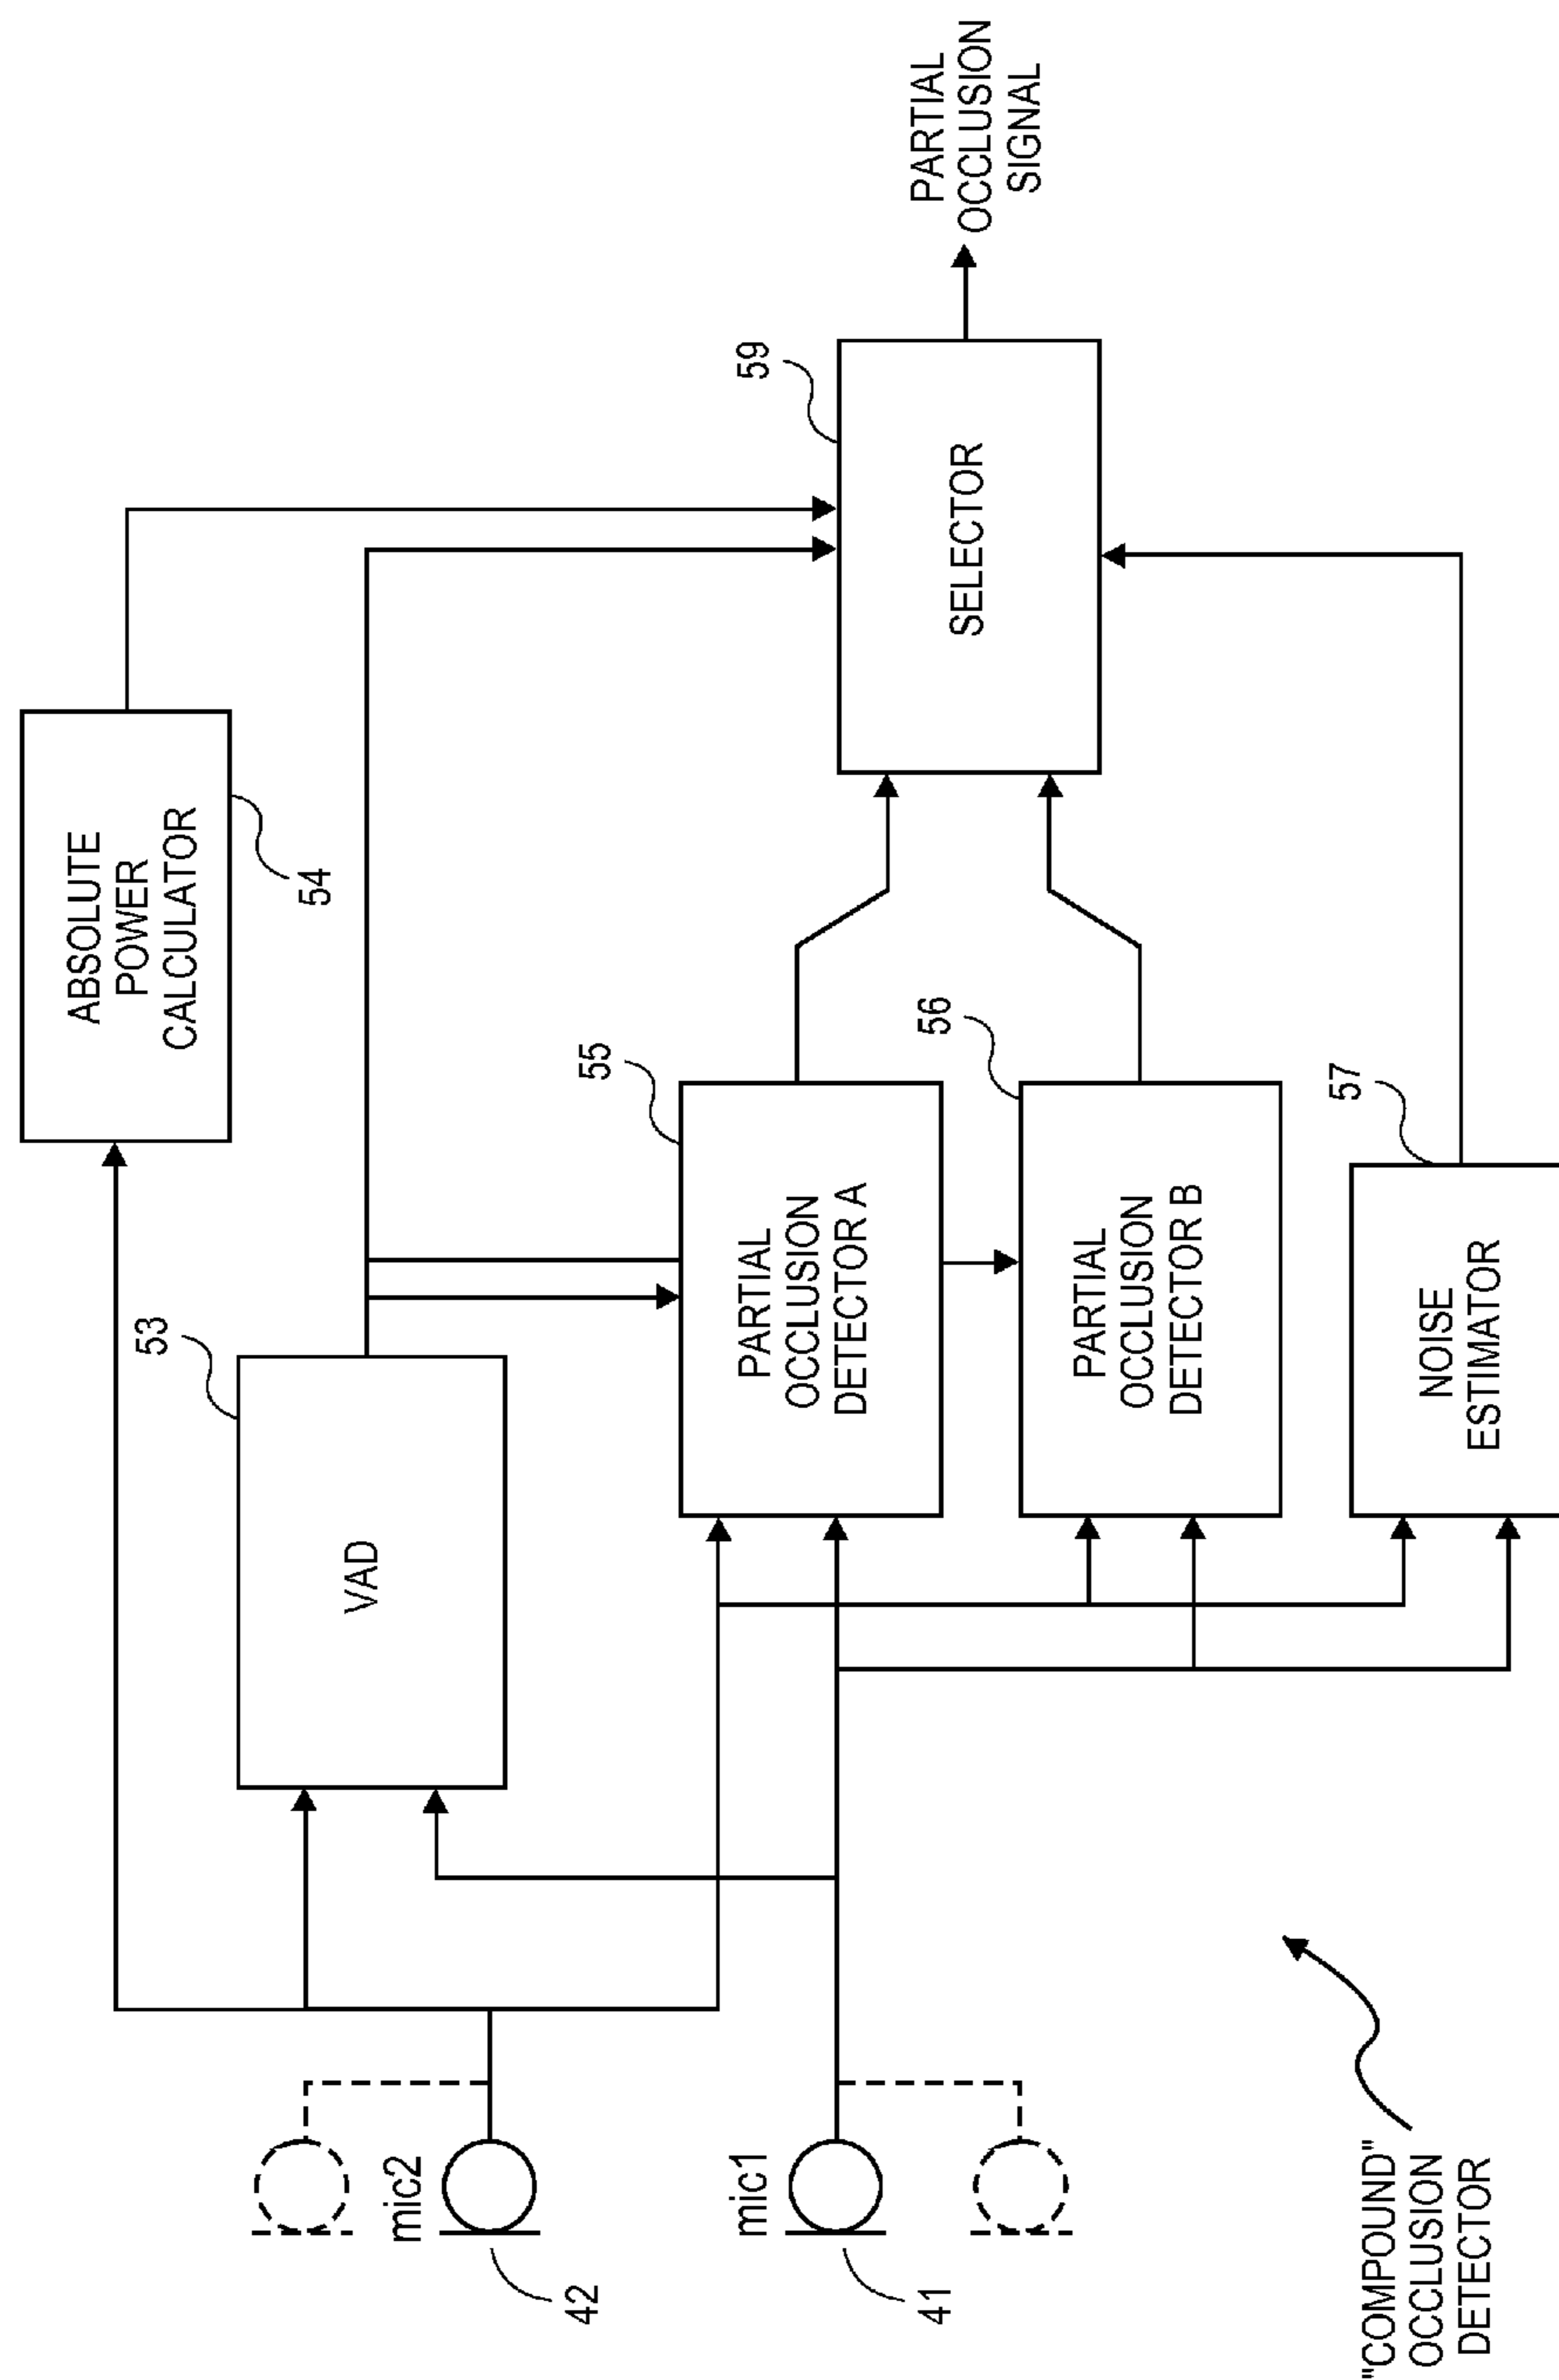 ABSOLUTE
POWER
CALCULATOR
54
53
VAD
59
SELECTOR
PARTIAL
OCCLUSION
SIGNAL
55
PARTIAL
OCCLUSION
DETECTOR A
56
PARTIAL
OCCLUSION
DETECTOR B
57
NOISE
ESTIMATOR
mic2
42
mic1
41
"COMPOUND"
OCCLUSION
DETECTOR